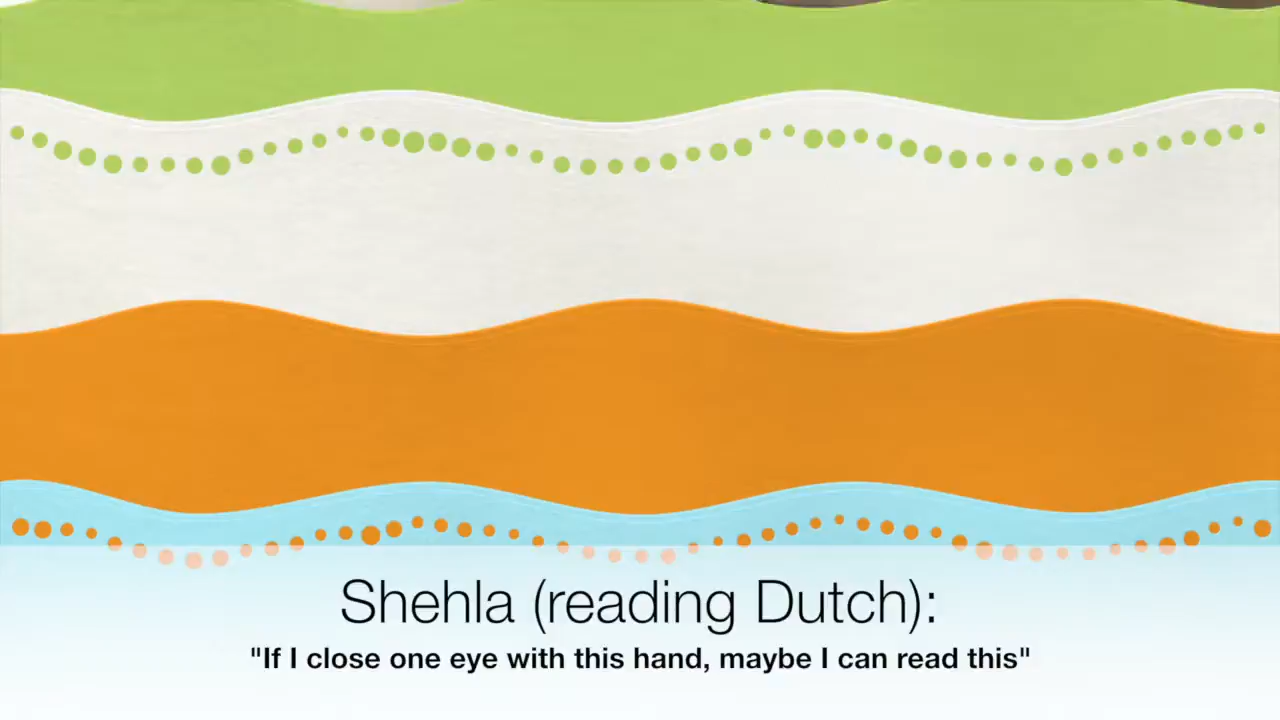 Shehla (reading Dutch):
"If I close one eye with this hand, maybe I can read this"